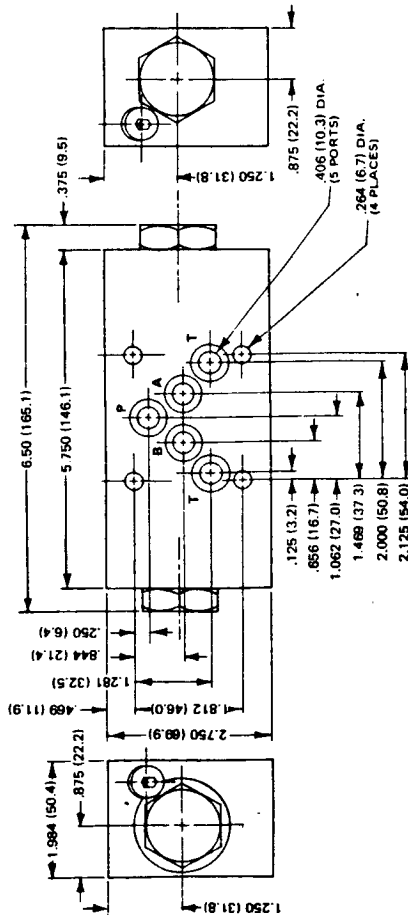 1.250 (31.8)
.875 (22.2)
.406 (10.3) DIA.
(5 PORTS)
.264 (6.7) DIA.
(4 PLACES)
.375 (9.5)
6.50 (165.1)
5.750 (146.1)
T
A
P
B
T
.125 (3.2)
.656 (16.7)
1.062 (27.0)
1.469 (37.3)
2.000 (50.8)
2.125 (54.0)
.250 (6.4)
.844 (21.4)
1.281 (32.5)
.469 (11.9)
1.812 (46.0)
2.750 (69.9)
1.984 (50.4)
.875 (22.2)
1.250 (31.8)